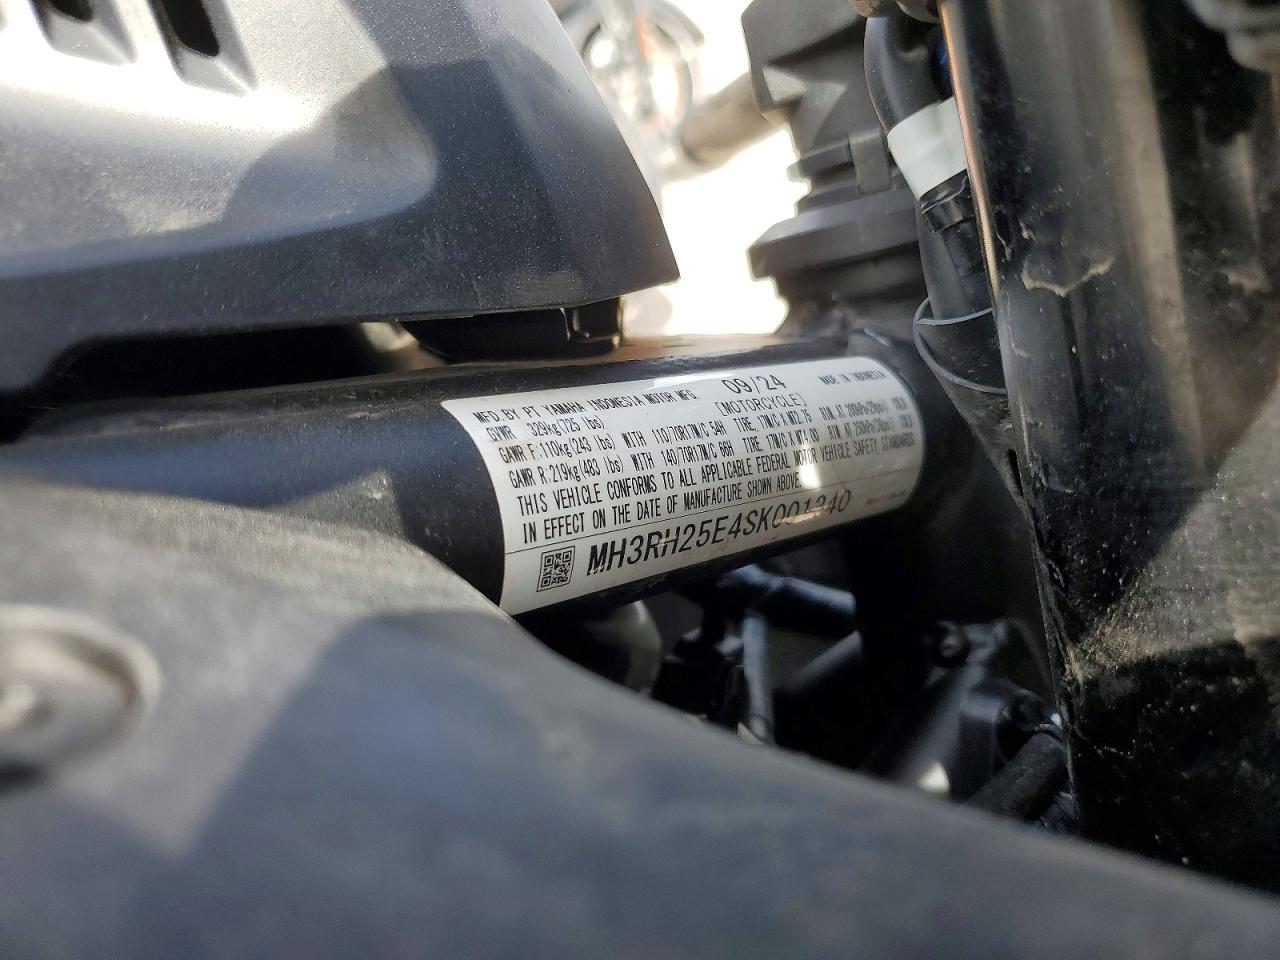 MFD. BY PT YAMAHA INDONESIA MOTOR MFG 09/24 MADE IN INDONESIA
GVWR 329kg(725 lbs) [MOTORCYCLE]
GAWR F:110kg(243 lbs) WITH 110/70R17M/C 54H TIRE, 17M/C X MT2.75 RIM, AT 200kPa(29psi) COLD
GAWR R:219kg(483 lbs) WITH 140/70R17M/C 66H TIRE, 17M/C X MT4.00 RIM, AT 250kPa(36psi) COLD
THIS VEHICLE CONFORMS TO ALL APPLICABLE FEDERAL MOTOR VEHICLE SAFETY STANDARDS
IN EFFECT ON THE DATE OF MANUFACTURE SHOWN ABOVE.
MH3RH25E4SK001340